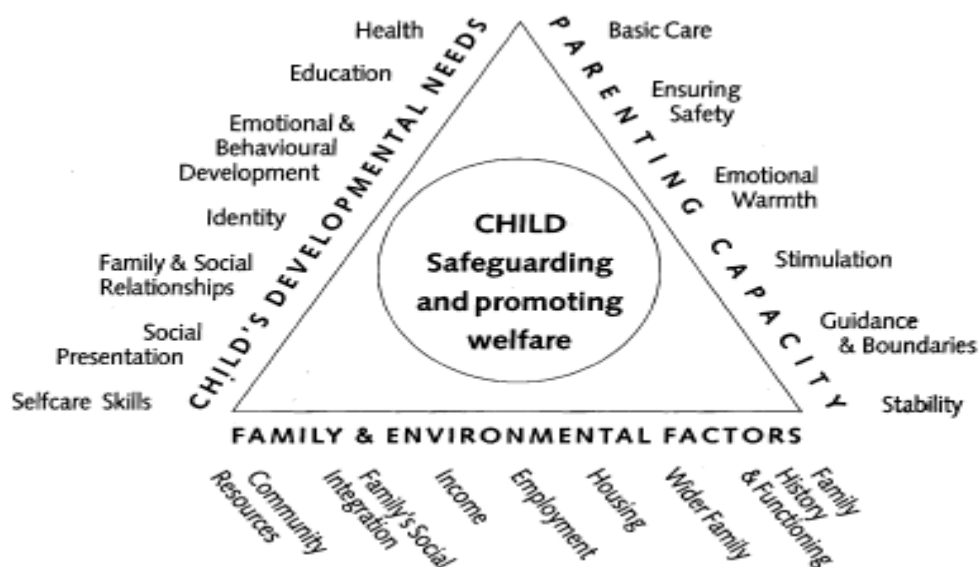 Health
Education
Emotional &
Behavioural
Development
Identity
Family & Social
Relationships
Social
Presentation
Selfcare Skills
CHILD'S DEVELOPMENTAL NEEDS
CHILD
Safeguarding
and promoting
welfare
PARENTING CAPACITY
Basic Care
Ensuring
Safety
Emotional
Warmth
Stimulation
Guidance
& Boundaries
Stability
FAMILY & ENVIRONMENTAL FACTORS
Community
Resources
Family's Social
Integration
Income
Employment
Housing
Wider Family
Family
History
& Functioning